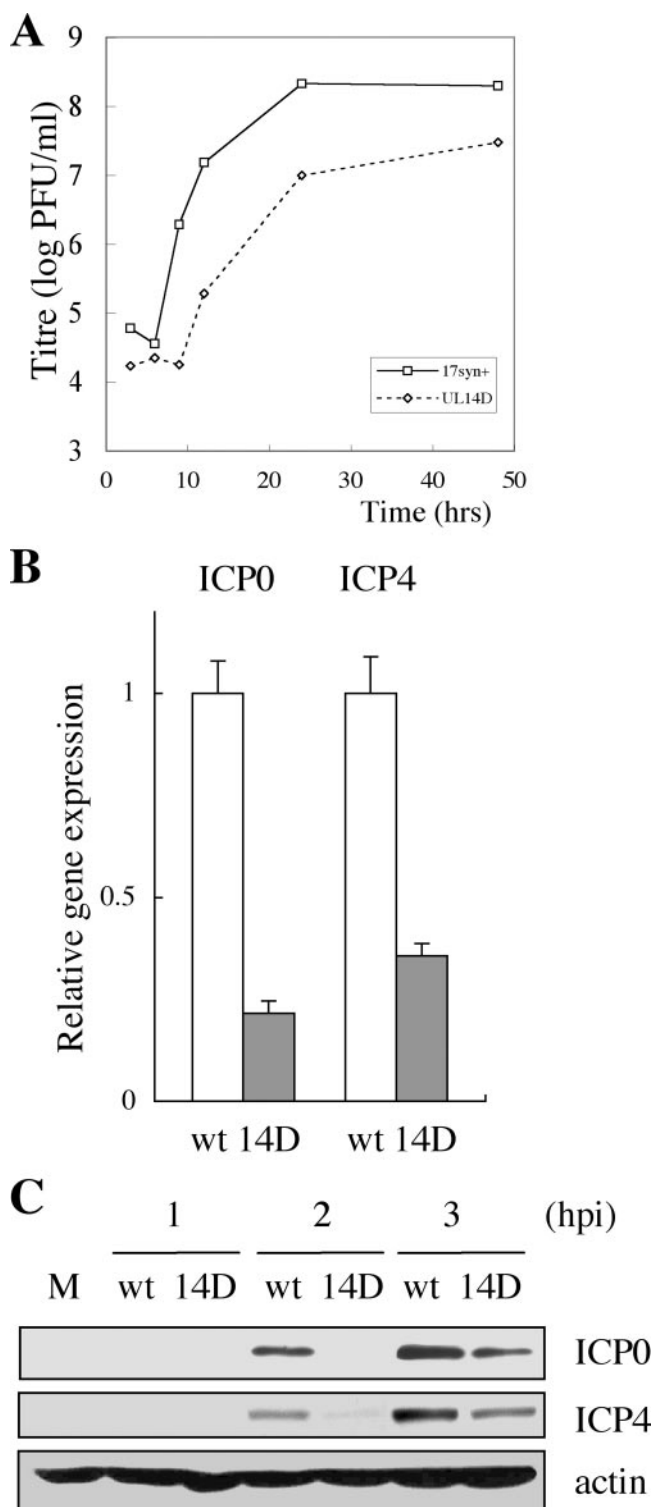 A
9
8
7
6
5
4
3
Titre (log PFU/ml)
17syn+
UL14D
0 10 20 30 40 50
Time (hrs)
B
ICP0 ICP4
1
0.5
0
Relative gene expression
wt 14D wt 14D
C
1 2 3 (hpi)
M wt 14D wt 14D wt 14D
ICP0
ICP4
actin